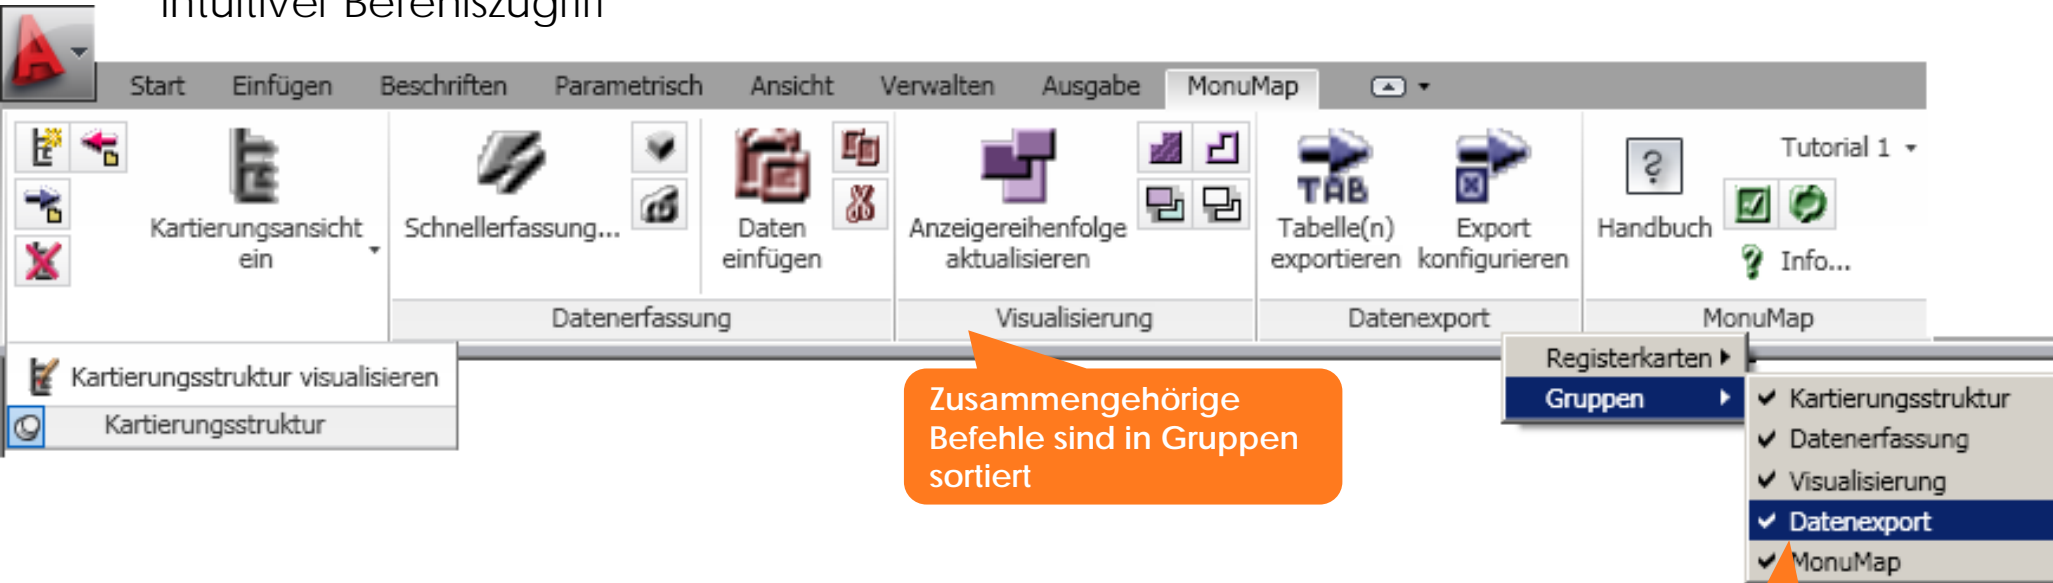 Intuitiver Befehlszugriff
Start Einfügen Beschriften Parametrisch Ansicht Verwalten Ausgabe MonuMap
Kartierungsansicht
ein
Schnellerfassung...
Daten
einfügen
Datenerfassung
Anzeigereihenfolge
aktualisieren
Visualisierung
TAB
Tabelle(n)
exportieren
Export
konfigurieren
Datenexport
Handbuch
Tutorial 1
Info...
MonuMap
Kartierungsstruktur visualisieren
Kartierungsstruktur
Zusammengehörige
Befehle sind in Gruppen
sortiert
Registerkarten
Gruppen
Kartierungsstruktur
Datenerfassung
Visualisierung
Datenexport
MonuMap